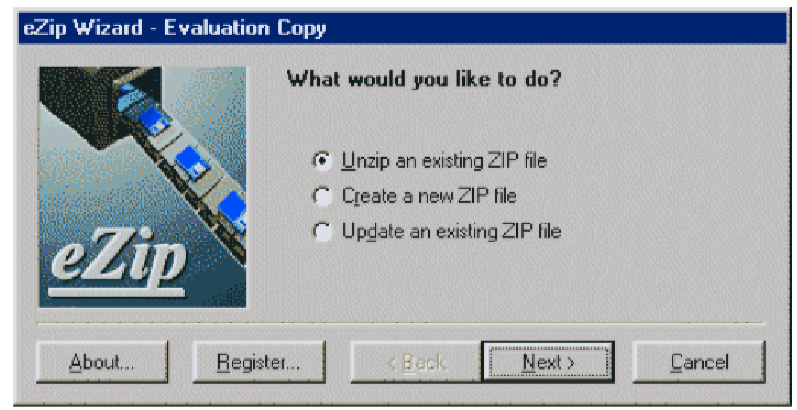 eZip Wizard - Evaluation Copy
What would you like to do?
Unzip an existing ZIP file
Create a new ZIP file
Update an existing ZIP file
eZip
About... Register... < Back Next > Cancel